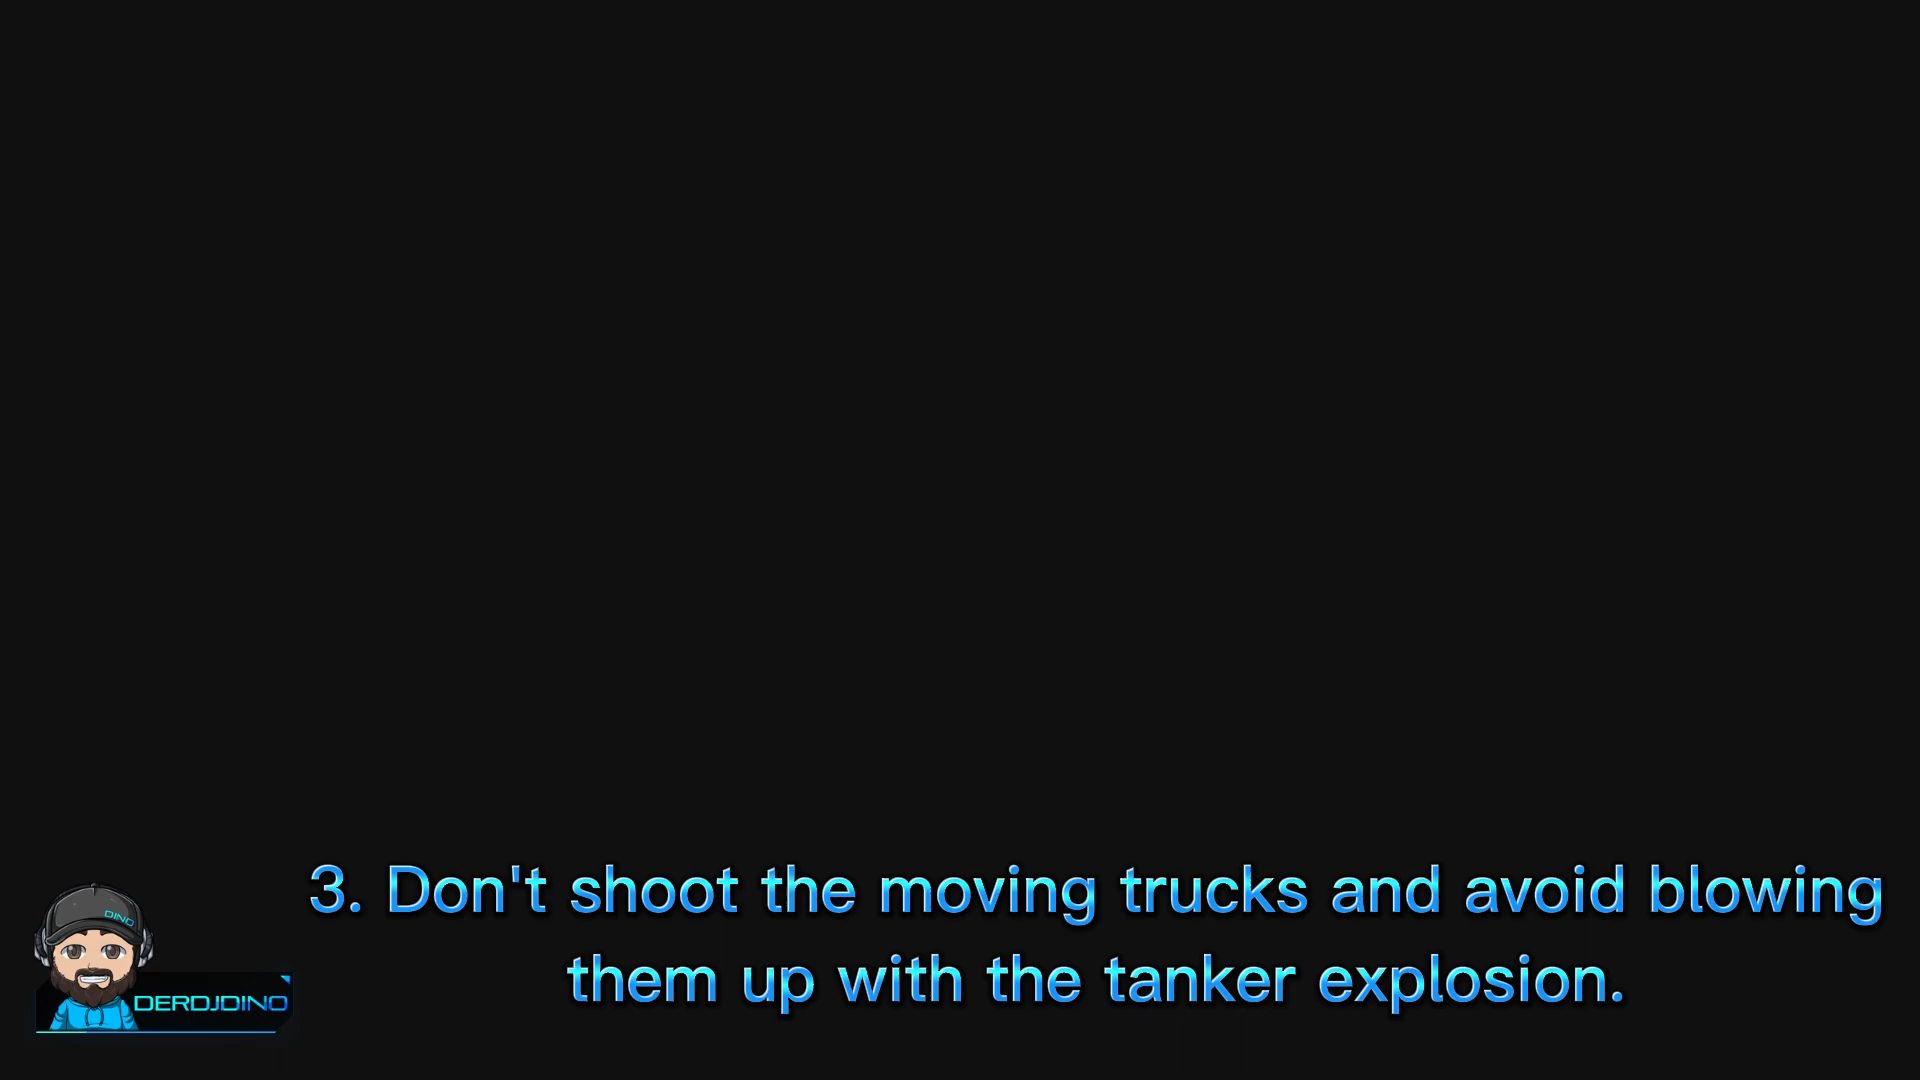 3. Don't shoot the moving trucks and avoid blowing
them up with the tanker explosion.
DINO
DERDJDINO